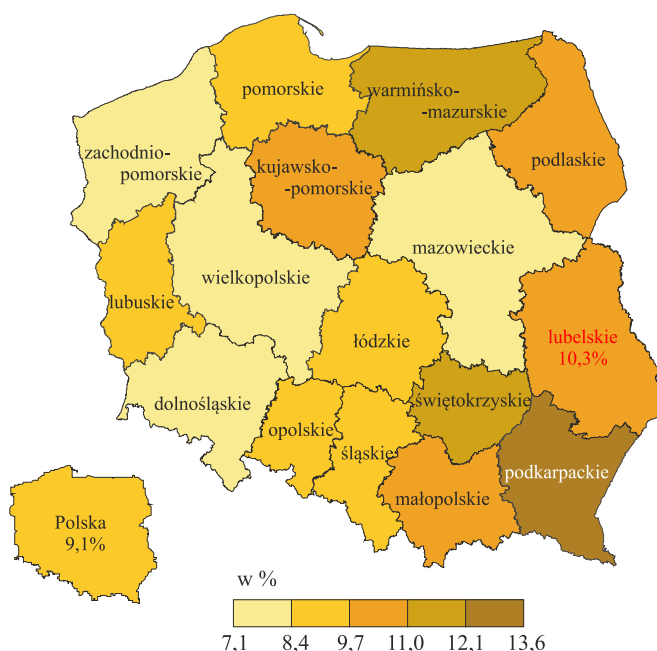 pomorskie
warmińsko-
-mazurskie
zachodnio-
pomorskie
kujawsko-
-pomorskie
podlaskie
mazowieckie
wielkopolskie
lubuskie
łódzkie
lubelskie
10,3%
dolnośląskie
świętokrzyskie
opolskie
śląskie
podkarpackie
małopolskie
Polska
9,1%
w %
7,1 8,4 9,7 11,0 12,1 13,6